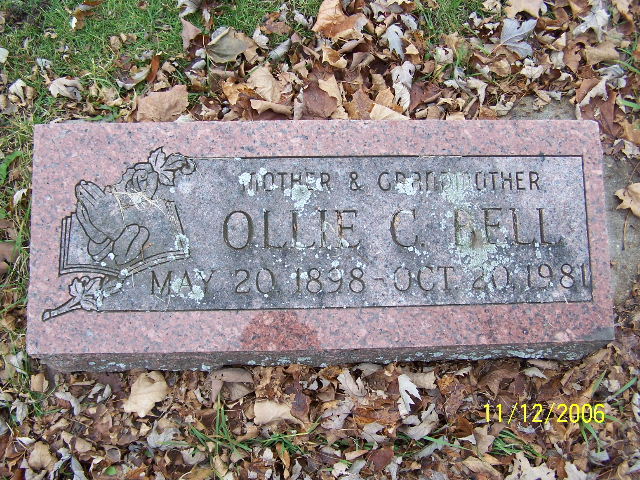 MOTHER & GRANDMOTHER
OLLIE C. BELL
MAY 20 1898 - OCT. 20, 1981
11/12/2006